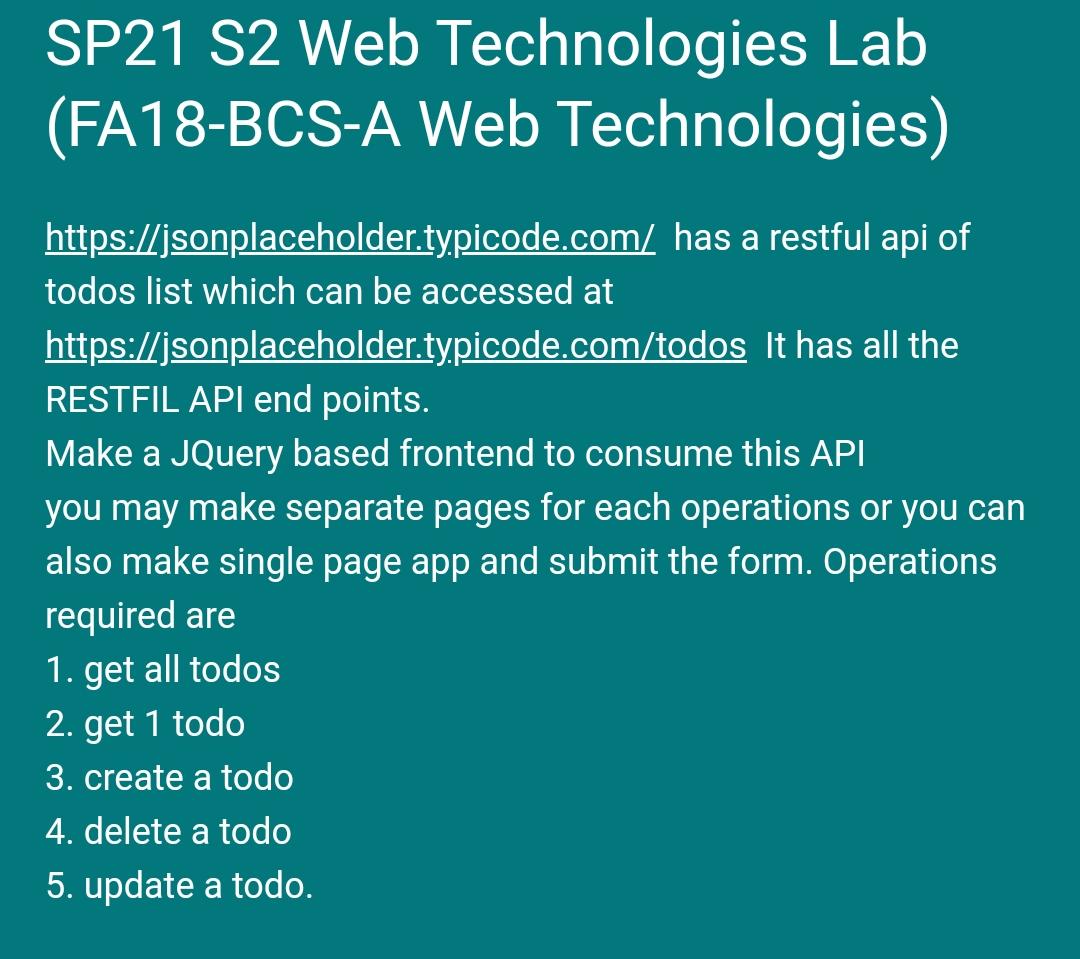 SP21 S2 Web Technologies Lab
(FA18-BCS-A Web Technologies)
https://jsonplaceholder.typicode.com/ has a restful api of
todos list which can be accessed at
https://jsonplaceholder.typicode.com/todos It has all the
RESTFIL API end points.
Make a JQuery based frontend to consume this API
you may make separate pages for each operations or you can
also make single page app and submit the form. Operations
required are
1. get all todos
2. get 1 todo
3. create a todo
4. delete a todo
5. update a todo.